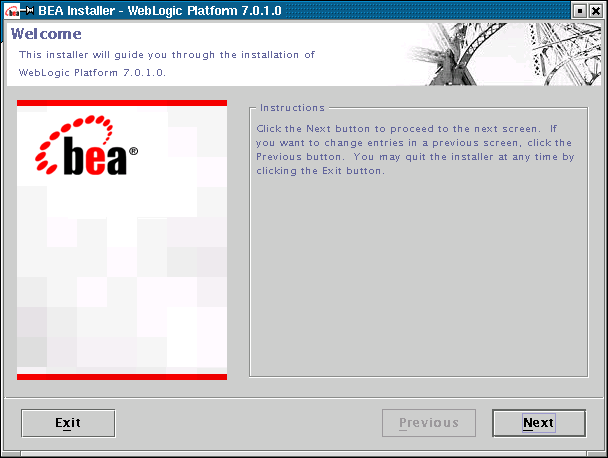 BEA Installer - WebLogic Platform 7.0.1.0
Welcome
This installer will guide you through the installation of
WebLogic Platform 7.0.1.0.
bea®
Instructions
Click the Next button to proceed to the next screen. If
you want to change entries in a previous screen, click the
Previous button. You may quit the installer at any time by
clicking the Exit button.
Exit
Previous
Next